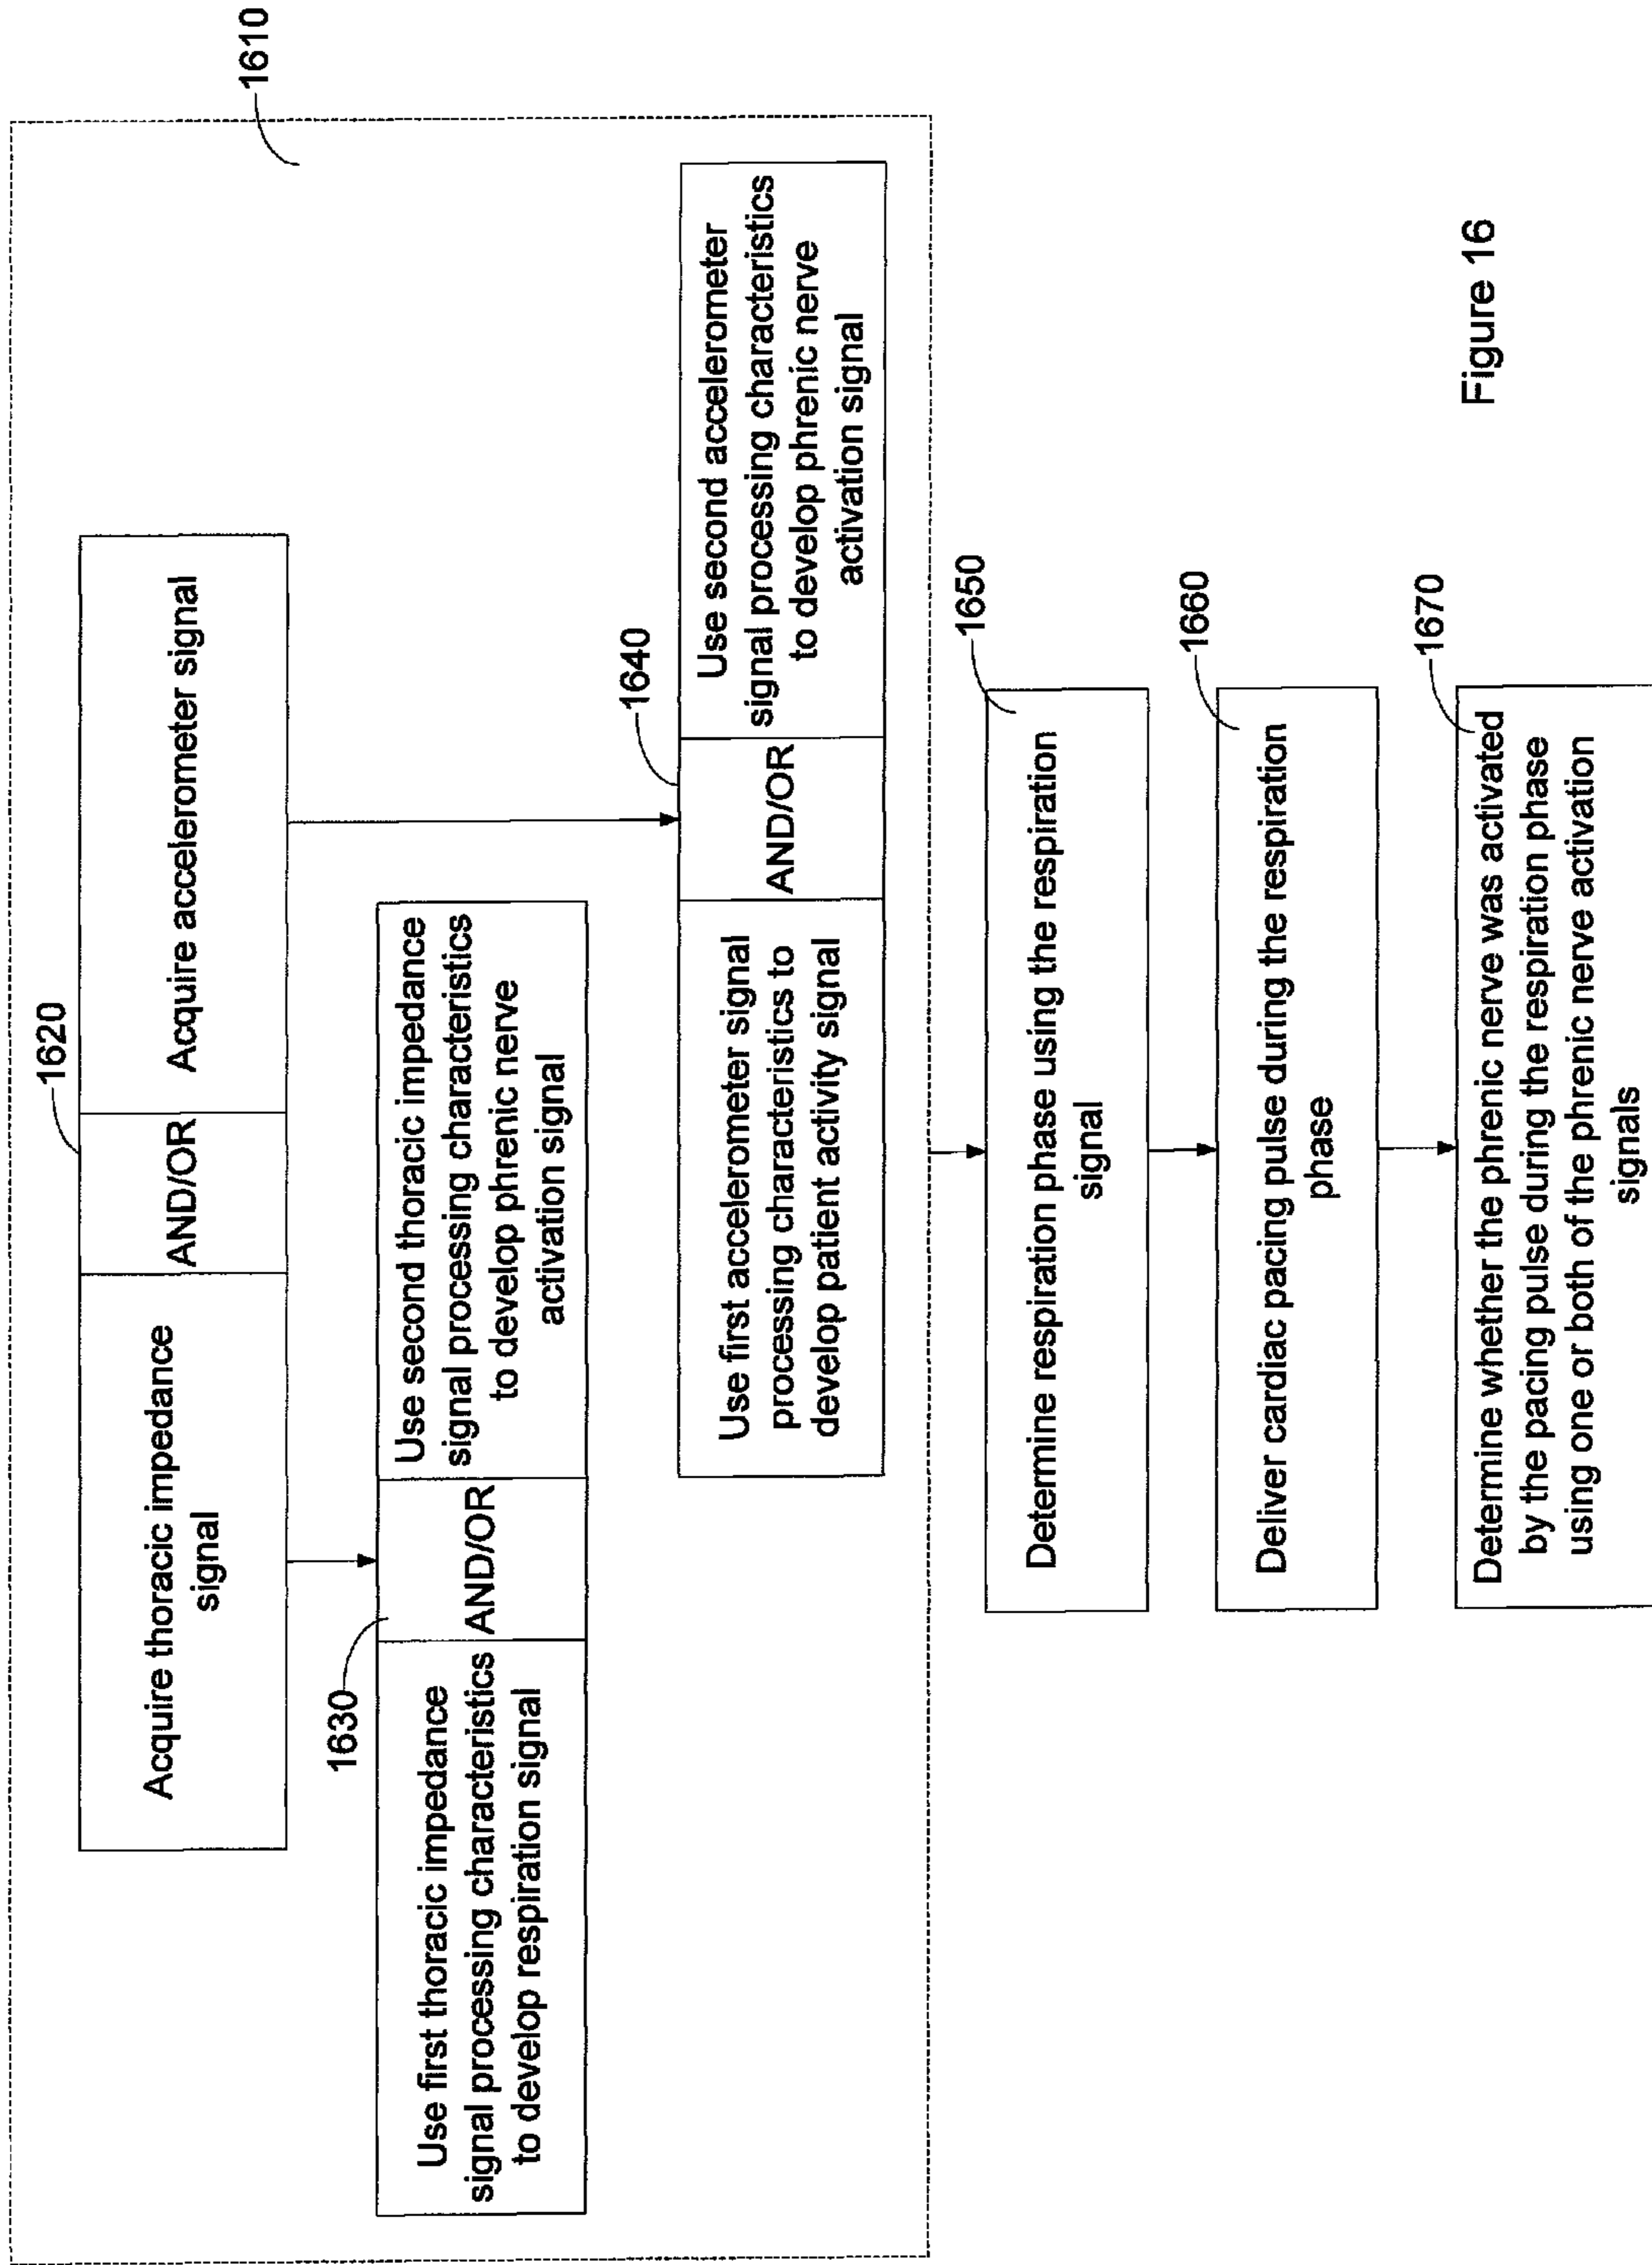 1610
1620
Acquire thoracic impedance
signal
AND/OR
Acquire accelerometer signal
1630
Use first thoracic impedance
signal processing characteristics
to develop respiration signal
AND/OR
Use second thoracic impedance
signal processing characteristics
to develop phrenic nerve
activation signal
1640
Use first accelerometer signal
processing characteristics to
develop patient activity signal
AND/OR
Use second accelerometer
signal processing characteristics
to develop phrenic nerve
activation signal
1650
Determine respiration phase using the respiration
signal
1660
Deliver cardiac pacing pulse during the respiration
phase
1670
Determine whether the phrenic nerve was activated
by the pacing pulse during the respiration phase
using one or both of the phrenic nerve activation
signals
Figure 16